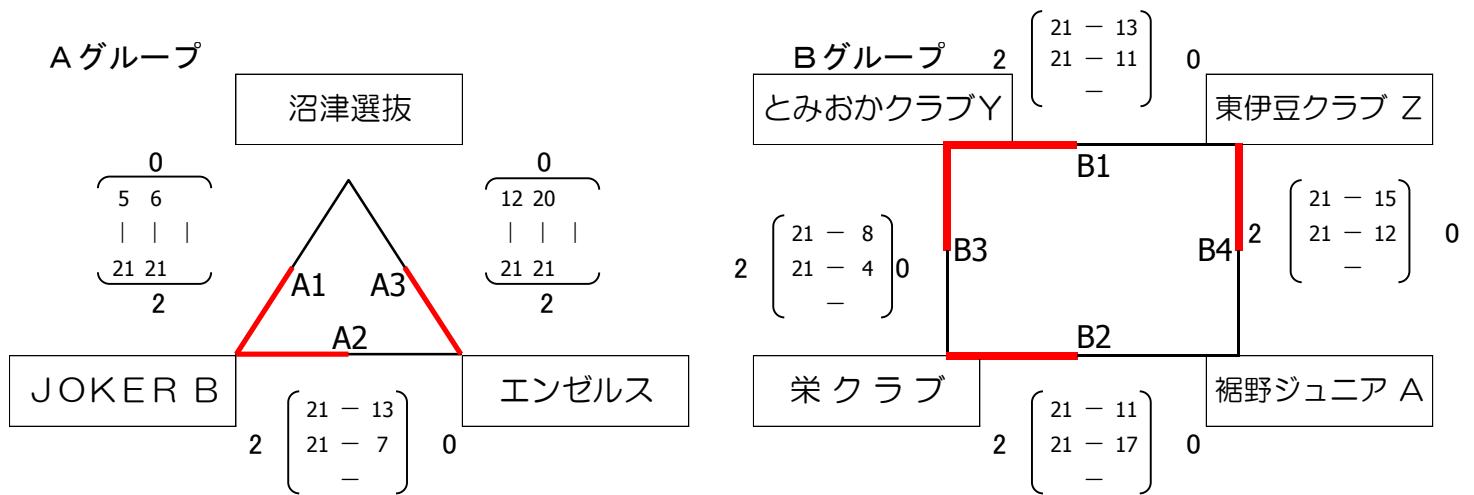 Aグループ
沼津選抜
0
5 6
| | |
21 21
2
0
12 20
| | |
21 21
2
A1 A3
A2
JOKER B
エンゼルス
2 0
21 － 13
21 － 7
－
Bグループ
2 0
21 － 13
21 － 11
－
とみおかクラブY
東伊豆クラブ Z
B1
2 0
21 － 8
21 － 4
－
B3
B4
2 0
21 － 15
21 － 12
－
B2
栄クラブ
裾野ジュニア A
2 0
21 － 11
21 － 17
－